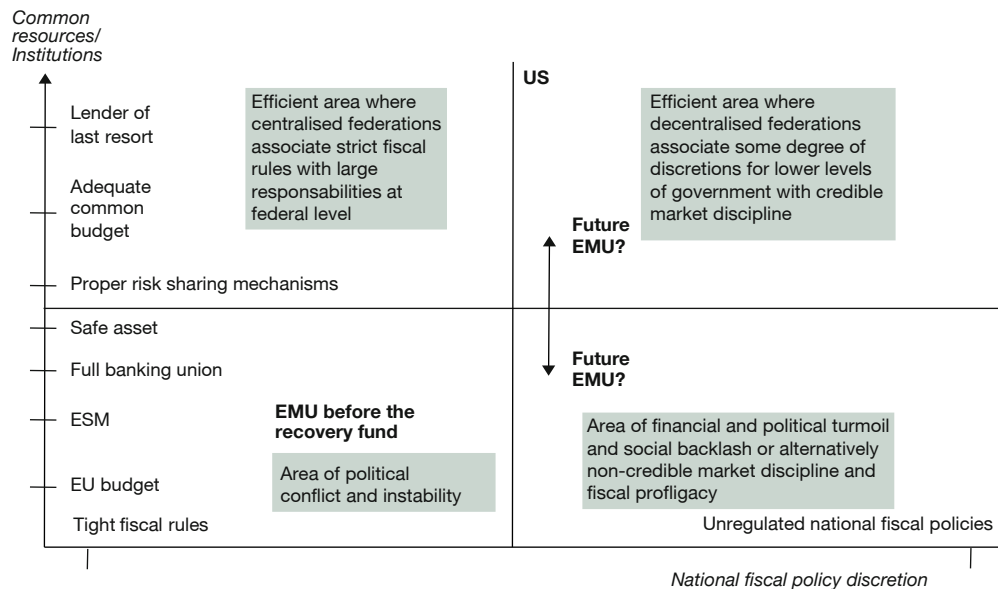 Common
resources/
Institutions
US
Lender of
last resort
Efficient area where
centralised federations
associate strict fiscal
rules with large
responsabilities at
federal level
Efficient area where
decentralised federations
associate some degree of
discretions for lower levels
of government with credible
market discipline
Adequate
common
budget
Future
EMU?
Proper risk sharing mechanisms
Safe asset
Full banking union
Future
EMU?
ESM
EMU before the
recovery fund
Area of political
conflict and instability
Area of financial and political turmoil
and social backlash or alternatively
non-credible market discipline and
fiscal profligacy
EU budget
Tight fiscal rules
Unregulated national fiscal policies
National fiscal policy discretion